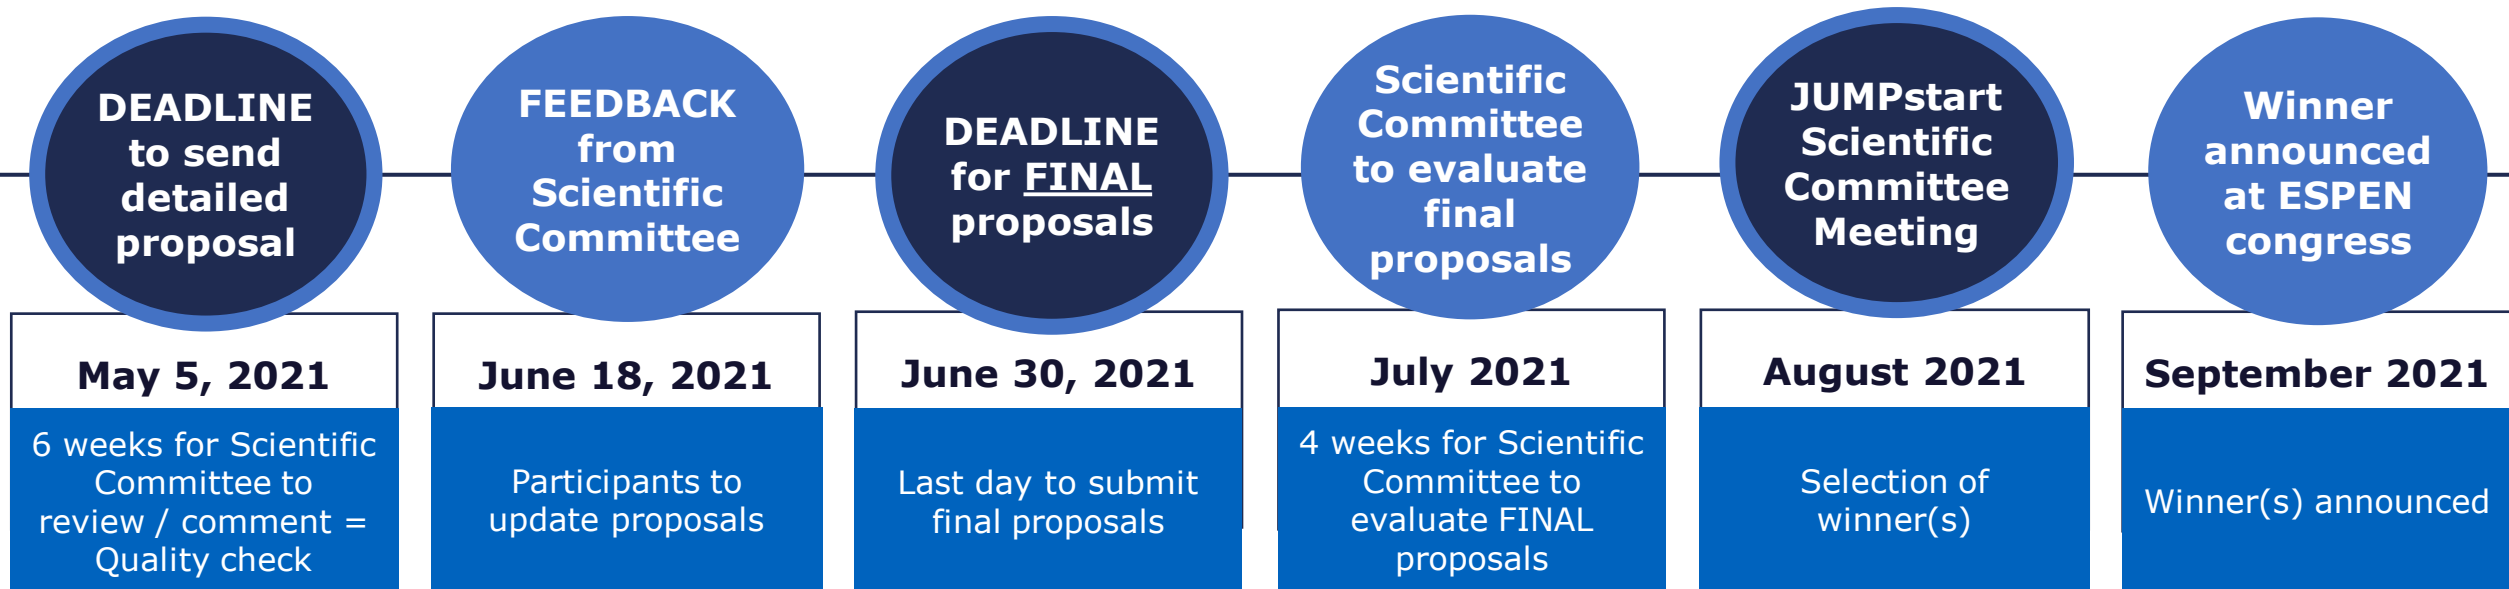 DEADLINE
to send
detailed
proposal
May 5, 2021
6 weeks for Scientific
Committee to
review / comment =
Quality check
FEEDBACK
from
Scientific
Committee
June 18, 2021
Participants to
update proposals
DEADLINE
for FINAL
proposals
June 30, 2021
Last day to submit
final proposals
Scientific
Committee
to evaluate
final
proposals
July 2021
4 weeks for Scientific
Committee to
evaluate FINAL
proposals
JUMPstart
Scientific
Committee
Meeting
August 2021
Selection of
winner(s)
Winner
announced
at ESPEN
congress
September 2021
Winner(s) announced